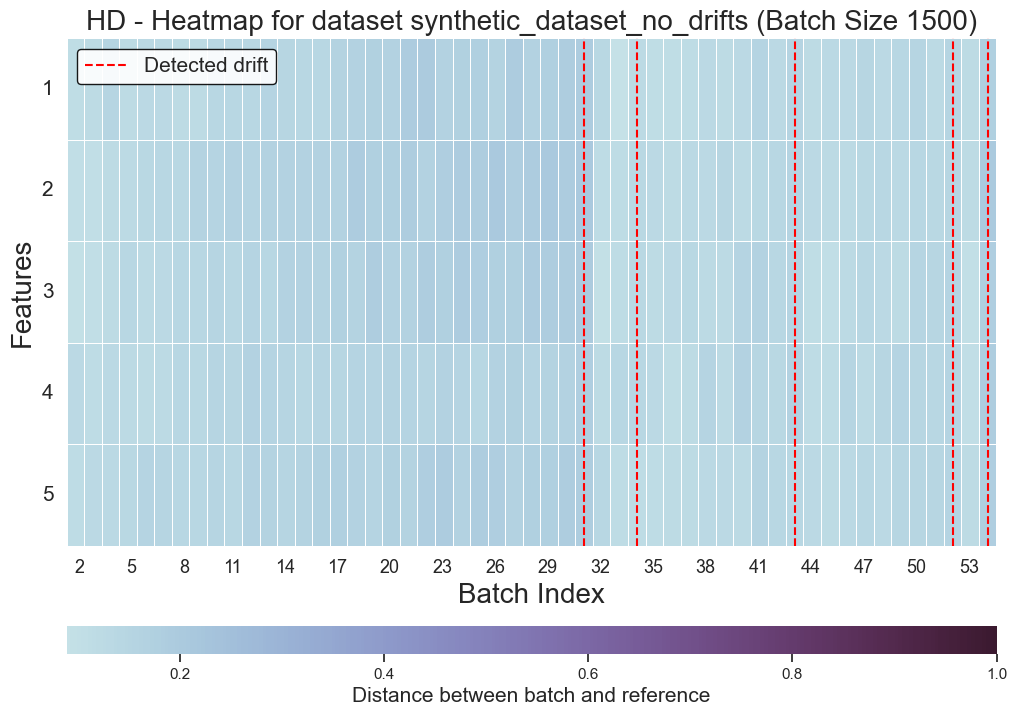 HD - Heatmap for dataset synthetic_dataset_no_drifts (Batch Size 1500)
Detected drift
Features
1
2
3
4
5
2 5 8 11 14 17 20 23 26 29 32 35 38 41 44 47 50 53
Batch Index
0.2 0.4 0.6 0.8 1.0
Distance between batch and reference